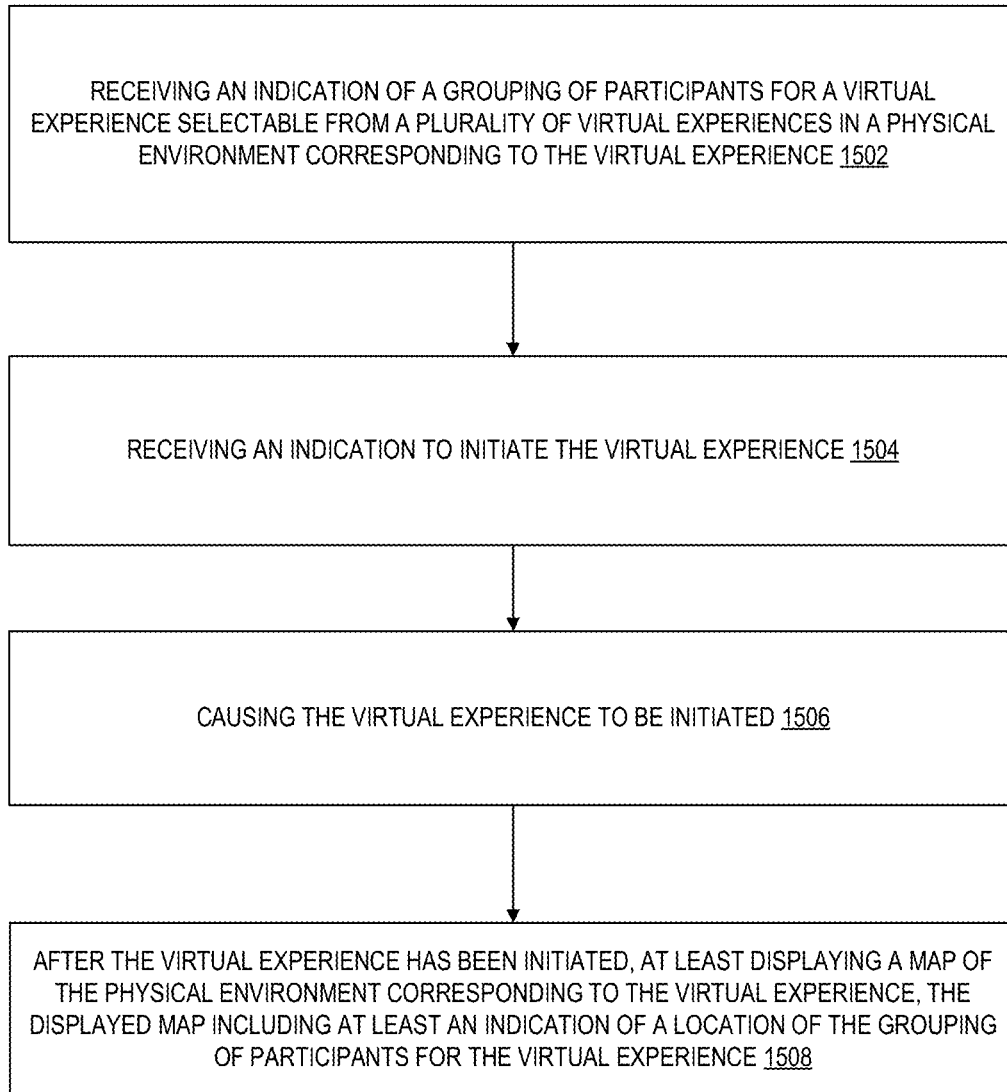 RECEIVING AN INDICATION OF A GROUPING OF PARTICIPANTS FOR A VIRTUAL
EXPERIENCE SELECTABLE FROM A PLURALITY OF VIRTUAL EXPERIENCES IN A PHYSICAL
ENVIRONMENT CORRESPONDING TO THE VIRTUAL EXPERIENCE 1502
RECEIVING AN INDICATION TO INITIATE THE VIRTUAL EXPERIENCE 1504
CAUSING THE VIRTUAL EXPERIENCE TO BE INITIATED 1506
AFTER THE VIRTUAL EXPERIENCE HAS BEEN INITIATED, AT LEAST DISPLAYING A MAP OF
THE PHYSICAL ENVIRONMENT CORRESPONDING TO THE VIRTUAL EXPERIENCE, THE
DISPLAYED MAP INCLUDING AT LEAST AN INDICATION OF A LOCATION OF THE GROUPING
OF PARTICIPANTS FOR THE VIRTUAL EXPERIENCE 1508